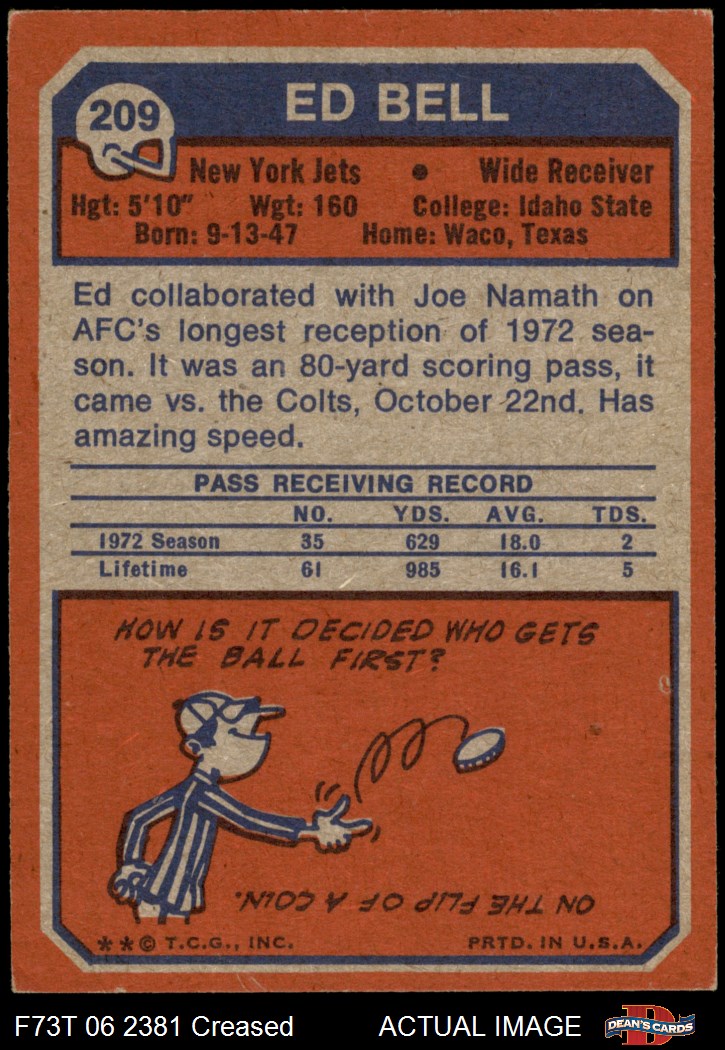 209
ED BELL
New York Jets • Wide Receiver
Hgt: 5'10" Wgt: 160 College: Idaho State
Born: 9-13-47 Home: Waco, Texas
Ed collaborated with Joe Namath on
AFC's longest reception of 1972 sea-
son. It was an 80-yard scoring pass, it
came vs. the Colts, October 22nd. Has
amazing speed.
PASS RECEIVING RECORD
NO. YDS. AVG. TDS.
1972 Season 35 629 18.0 2
Lifetime 61 985 16.1 5
HOW IS IT DECIDED WHO GETS
THE BALL FIRST?
ON THE FLIP OF A COIN.
**© T.C.G., INC. PRTD. IN U.S.A.
F73T 06 2381 Creased ACTUAL IMAGE
D
DEAN'S CARDS